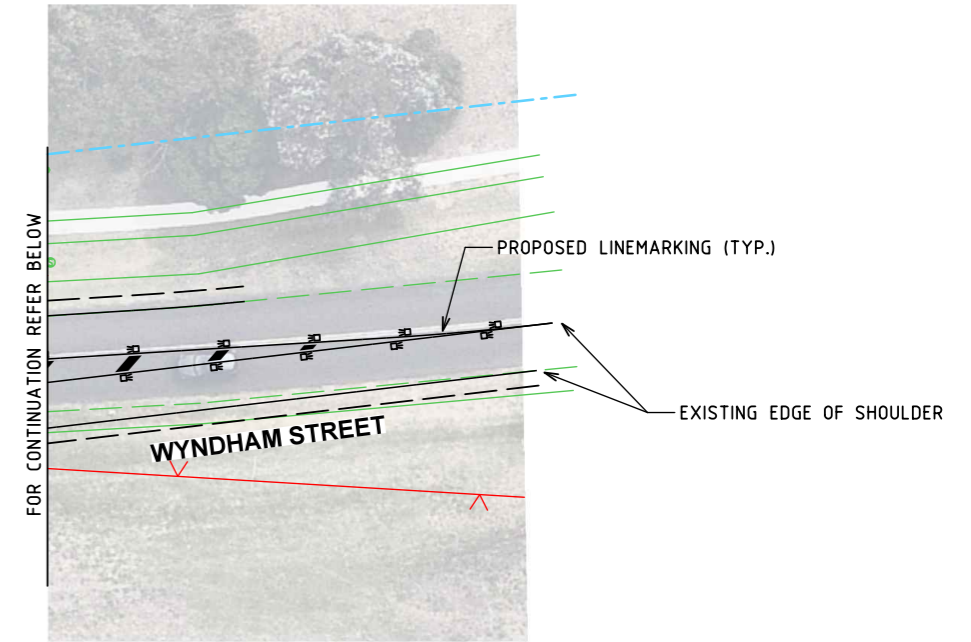 FOR CONTINUATION REFER BELOW
PROPOSED LINEMARKING (TYP.)
EXISTING EDGE OF SHOULDER
WYNDHAM STREET